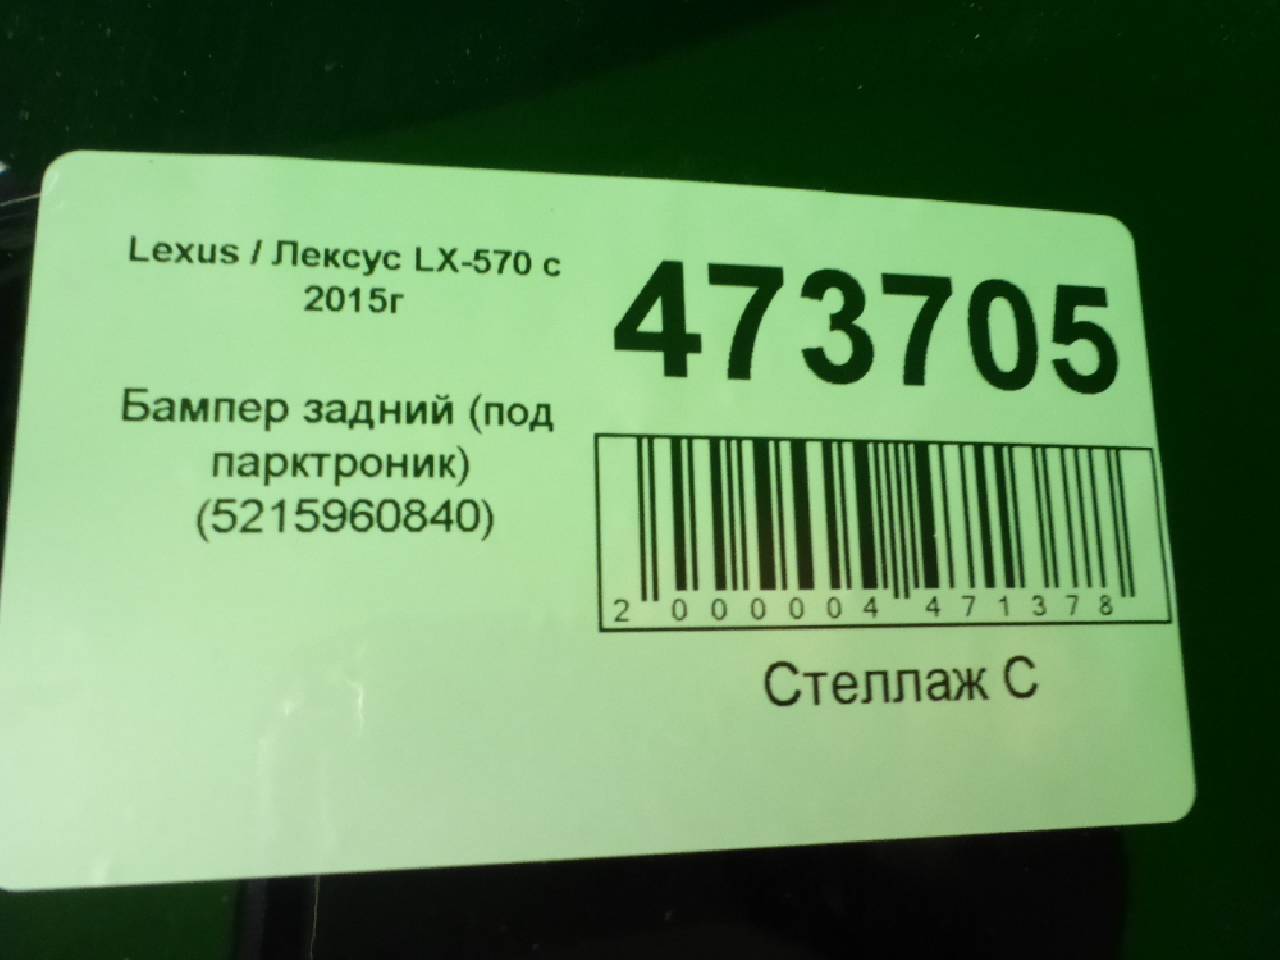 Lexus / Лексус LX-570 с
2015г
473705
Бампер задний (под
парктроник)
(5215960840)
2 000004 471378
Стеллаж С